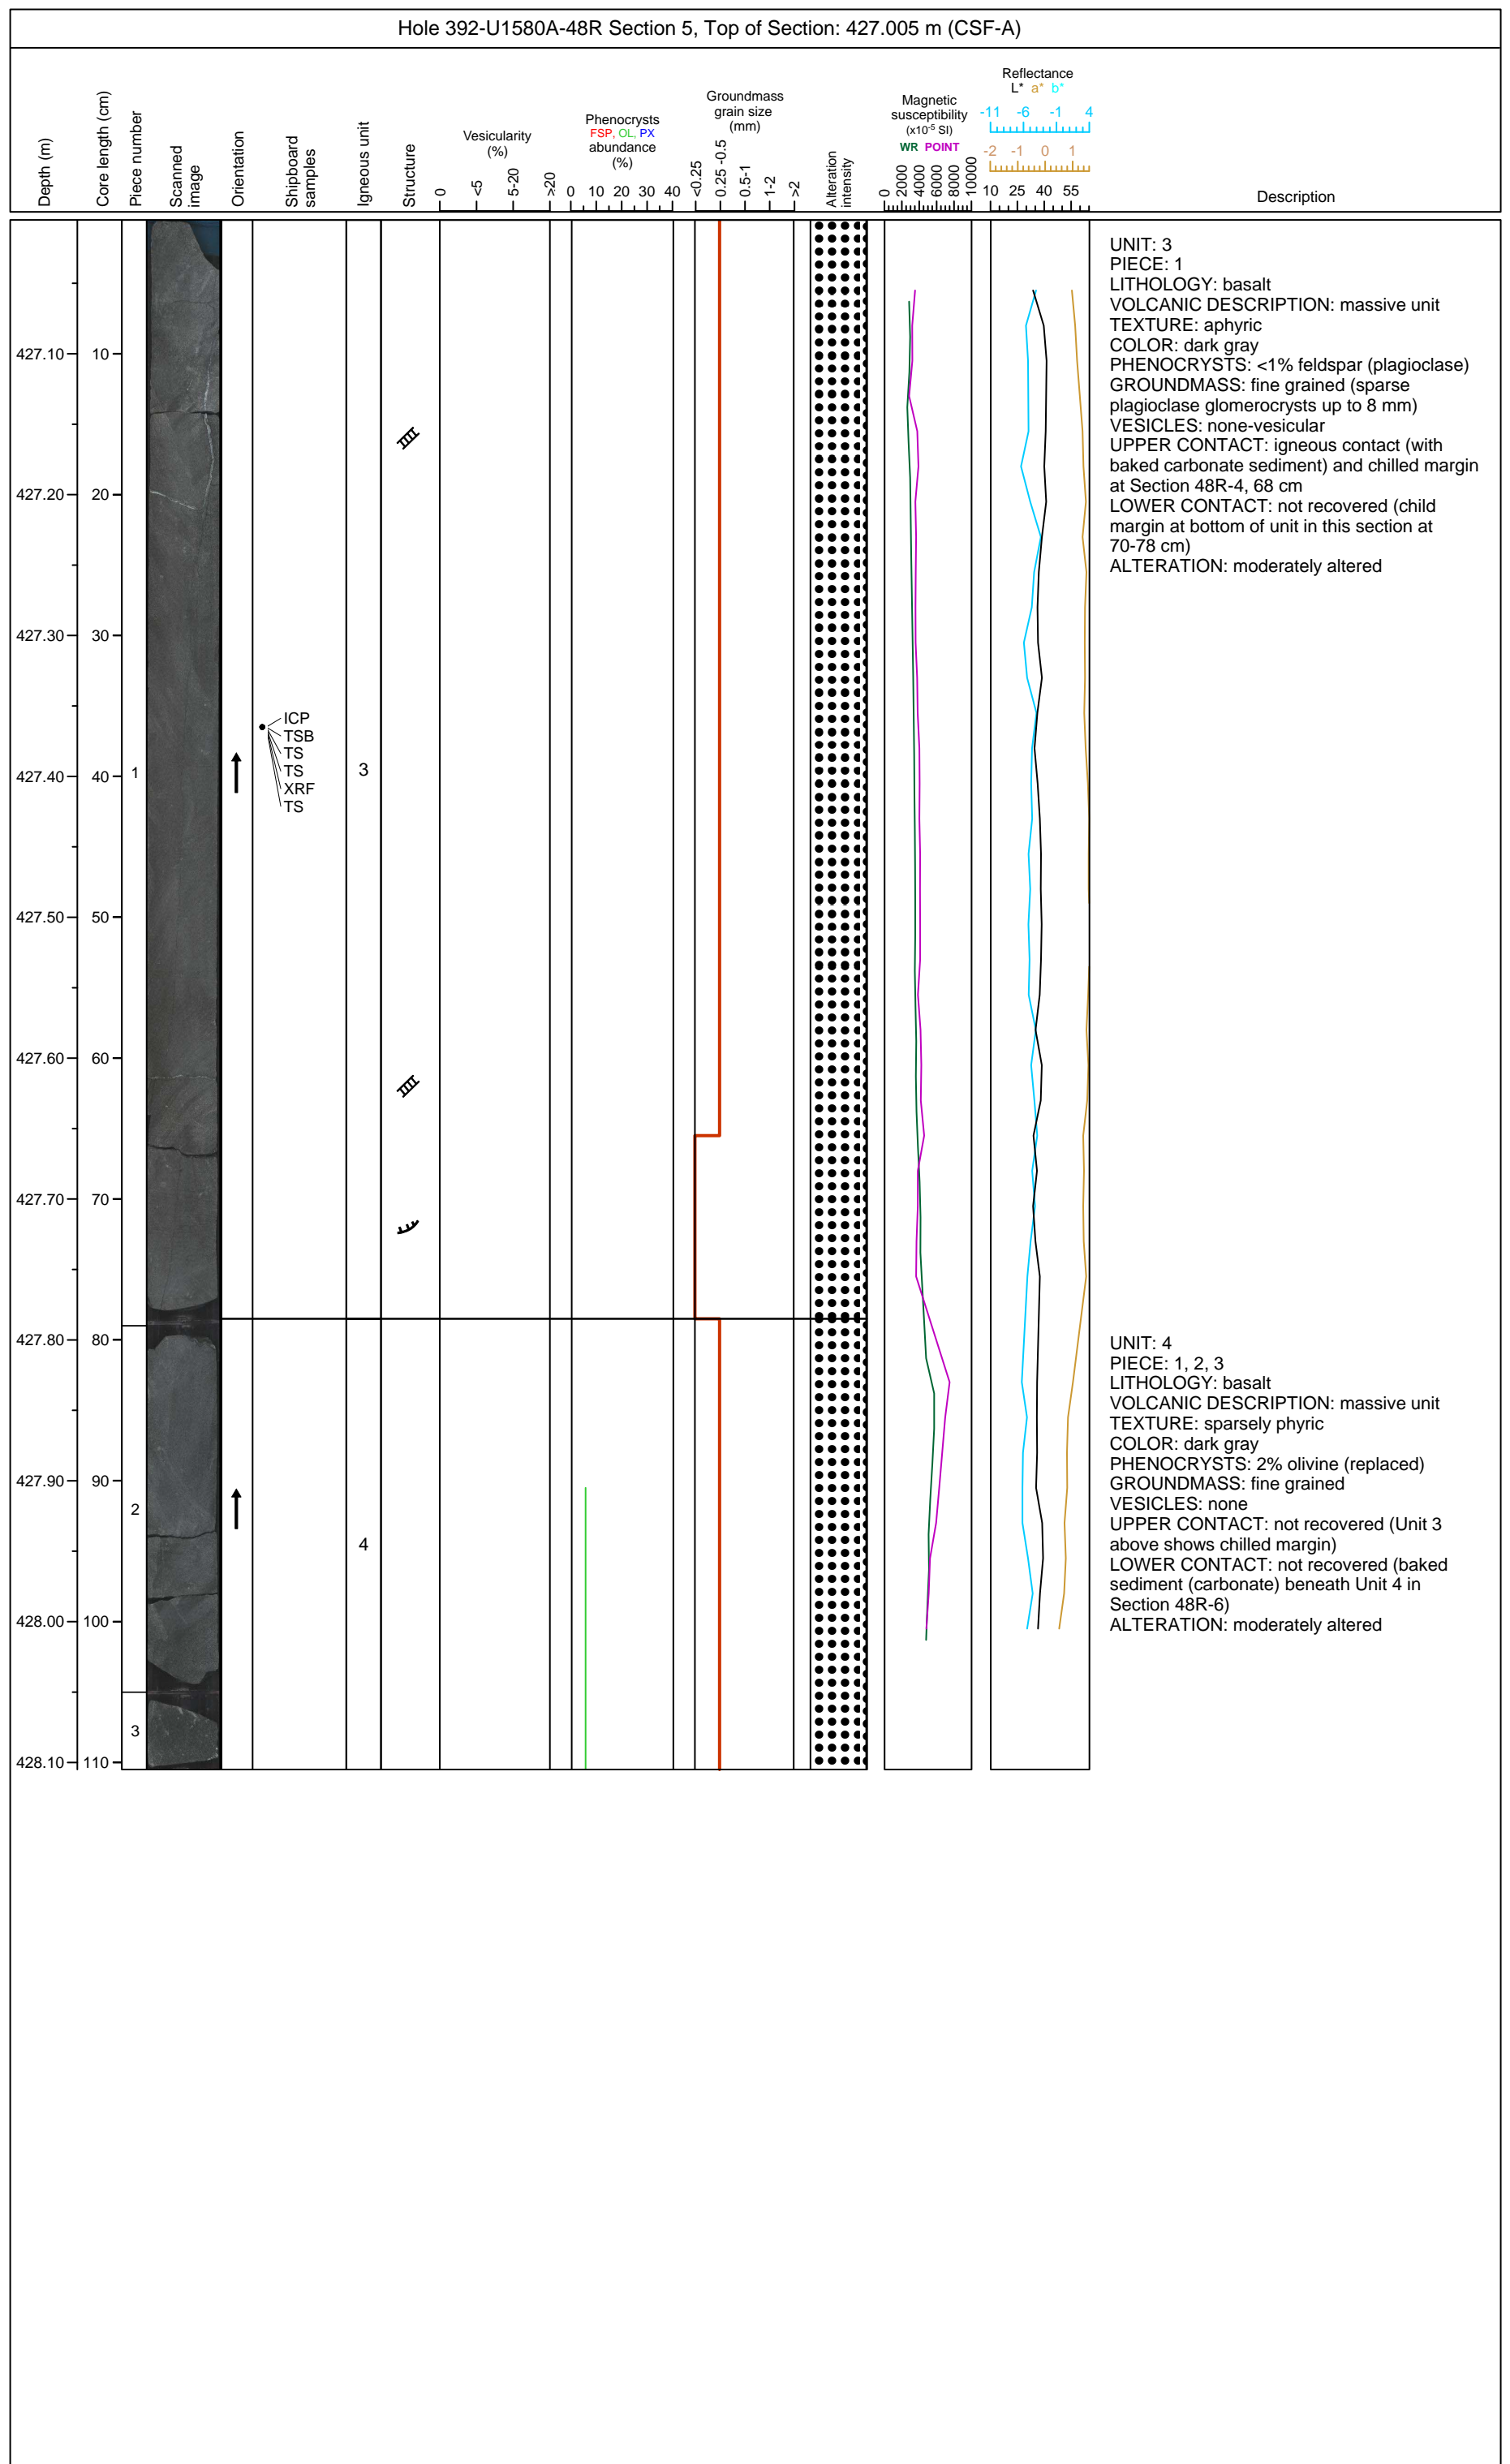 Hole 392-U1580A-48R Section 5, Top of Section: 427.005 m (CSF-A)
Depth (m)
Core length (cm)
Piece number
Scanned
image
Orientation
Shipboard
samples
Igneous unit
Structure
Vesicularity
(%)
0 <5 5-20 >20
Phenocrysts
FSP, OL, PX
abundance
(%)
0 10 20 30 40
Groundmass
grain size
(mm)
<0.25 0.25 -0.5 0.5-1 1-2 >2
Alteration
intensity
Magnetic
susceptibility
(x10⁻⁵ SI)
WR POINT
0 2000 4000 6000 8000 10000
Reflectance
L* a* b*
-11 -6 -1 4
-2 -1 0 1
10 25 40 55
Description
427.10 10
427.20 20
427.30 30
427.40 40
427.50 50
427.60 60
427.70 70
427.80 80
427.90 90
428.00 100
428.10 110
1
2
3
ICP
TSB
TS
TS
XRF
TS
3
4
UNIT: 3
PIECE: 1
LITHOLOGY: basalt
VOLCANIC DESCRIPTION: massive unit
TEXTURE: aphyric
COLOR: dark gray
PHENOCRYSTS: <1% feldspar (plagioclase)
GROUNDMASS: fine grained (sparse
plagioclase glomerocrysts up to 8 mm)
VESICLES: none-vesicular
UPPER CONTACT: igneous contact (with
baked carbonate sediment) and chilled margin
at Section 48R-4, 68 cm
LOWER CONTACT: not recovered (child
margin at bottom of unit in this section at
70-78 cm)
ALTERATION: moderately altered
UNIT: 4
PIECE: 1, 2, 3
LITHOLOGY: basalt
VOLCANIC DESCRIPTION: massive unit
TEXTURE: sparsely phyric
COLOR: dark gray
PHENOCRYSTS: 2% olivine (replaced)
GROUNDMASS: fine grained
VESICLES: none
UPPER CONTACT: not recovered (Unit 3
above shows chilled margin)
LOWER CONTACT: not recovered (baked
sediment (carbonate) beneath Unit 4 in
Section 48R-6)
ALTERATION: moderately altered